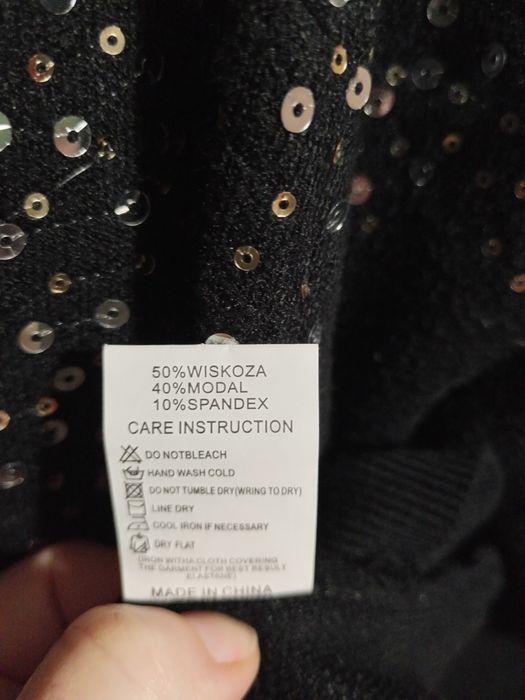 50%WISKOZA
40%MODAL
10%SPANDEX
CARE INSTRUCTION
DO NOTBLEACH
HAND WASH COLD
DO NOT TUMBLE DRY(WRING TO DRY)
LINE DRY
COOL IRON IF NECESSARY
DRY FLAT
(IRON WITHA CLOTH COVERING
THE GARMENT FOR BEST RESULT
ELASTANE)
MADE IN CHINA